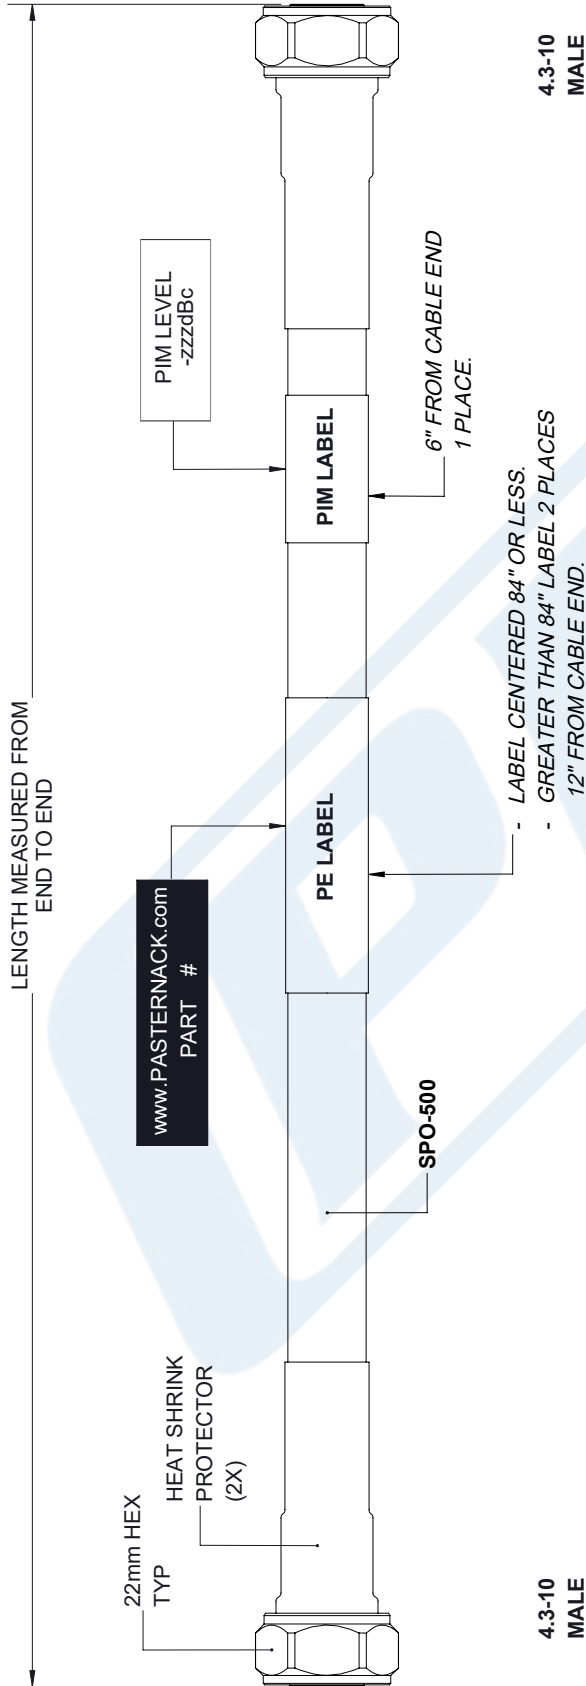 LENGTH MEASURED FROM
END TO END
22mm HEX
TYP
HEAT SHRINK
PROTECTOR
(2X)
www.PASTERNACK.com
PART #
PIM LEVEL
-zzzdBc
PE LABEL
PIM LABEL
SPO-500
6" FROM CABLE END
1 PLACE.
- LABEL CENTERED 84" OR LESS.
- GREATER THAN 84" LABEL 2 PLACES
12" FROM CABLE END.
4.3-10
MALE
4.3-10
MALE